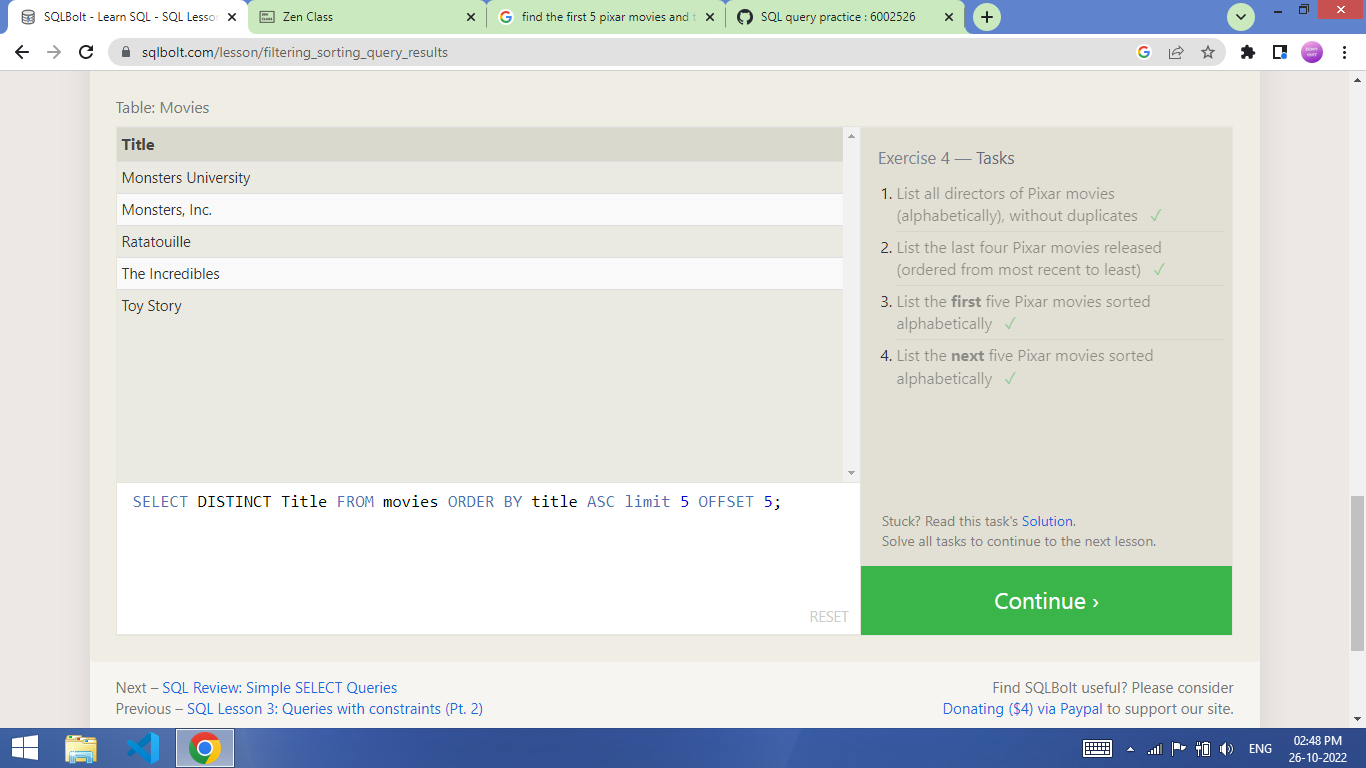 SQLBolt - Learn SQL - SQL Lesson
Zen Class
find the first 5 pixar movies and t
SQL query practice : 6002526
sqlbolt.com/lesson/filtering_sorting_query_results
Table: Movies
Title
Monsters University
Monsters, Inc.
Ratatouille
The Incredibles
Toy Story
SELECT DISTINCT Title FROM movies ORDER BY title ASC limit 5 OFFSET 5;
RESET
Exercise 4 — Tasks
1. List all directors of Pixar movies
(alphabetically), without duplicates ✓
2. List the last four Pixar movies released
(ordered from most recent to least) ✓
3. List the first five Pixar movies sorted
alphabetically ✓
4. List the next five Pixar movies sorted
alphabetically ✓
Stuck? Read this task's Solution.
Solve all tasks to continue to the next lesson.
Continue ›
Next – SQL Review: Simple SELECT Queries
Previous – SQL Lesson 3: Queries with constraints (Pt. 2)
Find SQLBolt useful? Please consider
Donating ($4) via Paypal to support our site.
ENG
02:48 PM
26-10-2022